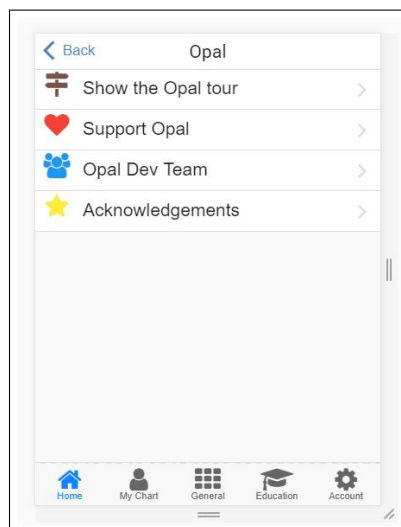 Back
Opal
Show the Opal tour
Support Opal
Opal Dev Team
Acknowledgements
Home
My Chart
General
Education
Account